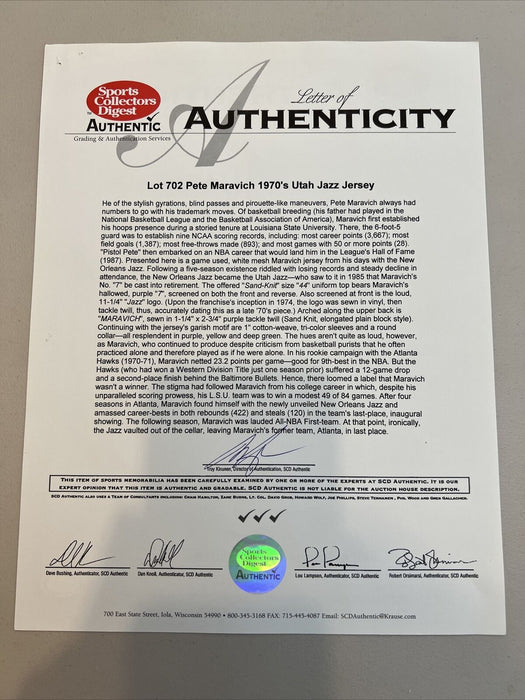 Sports
Collectors
Digest
AUTHENTIC
Grading & Authentication Services
A
Letter of
AUTHENTICITY
Lot 702 Pete Maravich 1970's Utah Jazz Jersey
He of the stylish gyrations, blind passes and pirouette-like maneuvers, Pete Maravich always had
numbers to go with his trademark moves. Of basketball breeding (his father had played in the
National Basketball League and the Basketball Association of America), Maravich first established
his hoops presence during a storied tenure at Louisiana State University. There, the 6-foot-5
guard was to establish nine NCAA scoring records, including: most career points (3,667); most
field goals (1,387); most free-throws made (893); and most games with 50 or more points (28).
"Pistol Pete" then embarked on an NBA career that would land him in the League's Hall of Fame
(1987). Presented here is a game used, white mesh Maravich jersey from his days with the New
Orleans Jazz. Following a five-season existence riddled with losing records and steady decline in
attendance, the New Orleans Jazz became the Utah Jazz—who saw to it in 1985 that Maravich's
No. "7" be cast into retirement. The offered "Sand-Knit" size "44" uniform top bears Maravich's
hallowed, purple "7", screened on both the front and reverse. Also screened at front is the loud,
11-1/4" "Jazz" logo. (Upon the franchise's inception in 1974, the logo was sewn in vinyl, then
tackle twill, thus, accurately dating this as a late '70's piece.) Arched along the upper back is
"MARAVICH", sewn in 1-1/4" x 2-3/4" purple tackle twill (Sand Knit, elongated plain block style).
Continuing with the jersey's garish motif are 1" cotton-weave, tri-color sleeves and a round
collar—all resplendent in purple, yellow and deep green. The hues aren't quite as loud, however,
as Maravich, who continued to produce despite criticism from basketball purists that he often
practiced alone and therefore played as if he were alone. In his rookie campaign with the Atlanta
Hawks (1970-71), Maravich netted 23.2 points per game—good for 9th-best in the NBA. But the
Hawks (who had won a Western Division Title just one season prior) suffered a 12-game drop
and a second-place finish behind the Baltimore Bullets. Hence, there loomed a label that Maravich
wasn't a winner. The stigma had followed Maravich from his college career in which, despite his
unparalleled scoring prowess, his L.S.U. team was to win a modest 49 of 84 games. After four
seasons in Atlanta, Maravich found himself with the newly unveiled New Orleans Jazz and
amassed career-bests in both rebounds (422) and steals (120) in the team's last-place, inaugural
showing. The following season, Maravich was lauded All-NBA First-team. At that point, ironically,
the Jazz vaulted out of the cellar, leaving Maravich's former team, Atlanta, in last place.
Troy Kinunen, Director of Authentication, SCD Authentic
This item of sports memorabilia has been carefully examined by one or more of the experts at SCD Authentic. It is our
expert opinion that this item is authentic and gradable. SCD Authentic is not liable for the auction house description.
SCD Authentic also uses a Team of Consultants including: Craig Hamilton, Zane Burns, Lt. Col. David Grob, Howard Wolf, Joe Phillips, Steve Terman, Phil Wood and Greg Gallacher.
Sports
Collectors
Digest
AUTHENTIC
Dave Bushing, Authenticator, SCD Authentic
Dan Knoll, Authenticator, SCD Authentic
Lou Lampson, Authenticator, SCD Authentic
Robert Orsimarsi, Authenticator, SCD Authentic
700 East State Street, Iola, Wisconsin 54990 • 800-345-3168 FAX: 715-445-4087 Email: SCDAuthentic@Krause.com